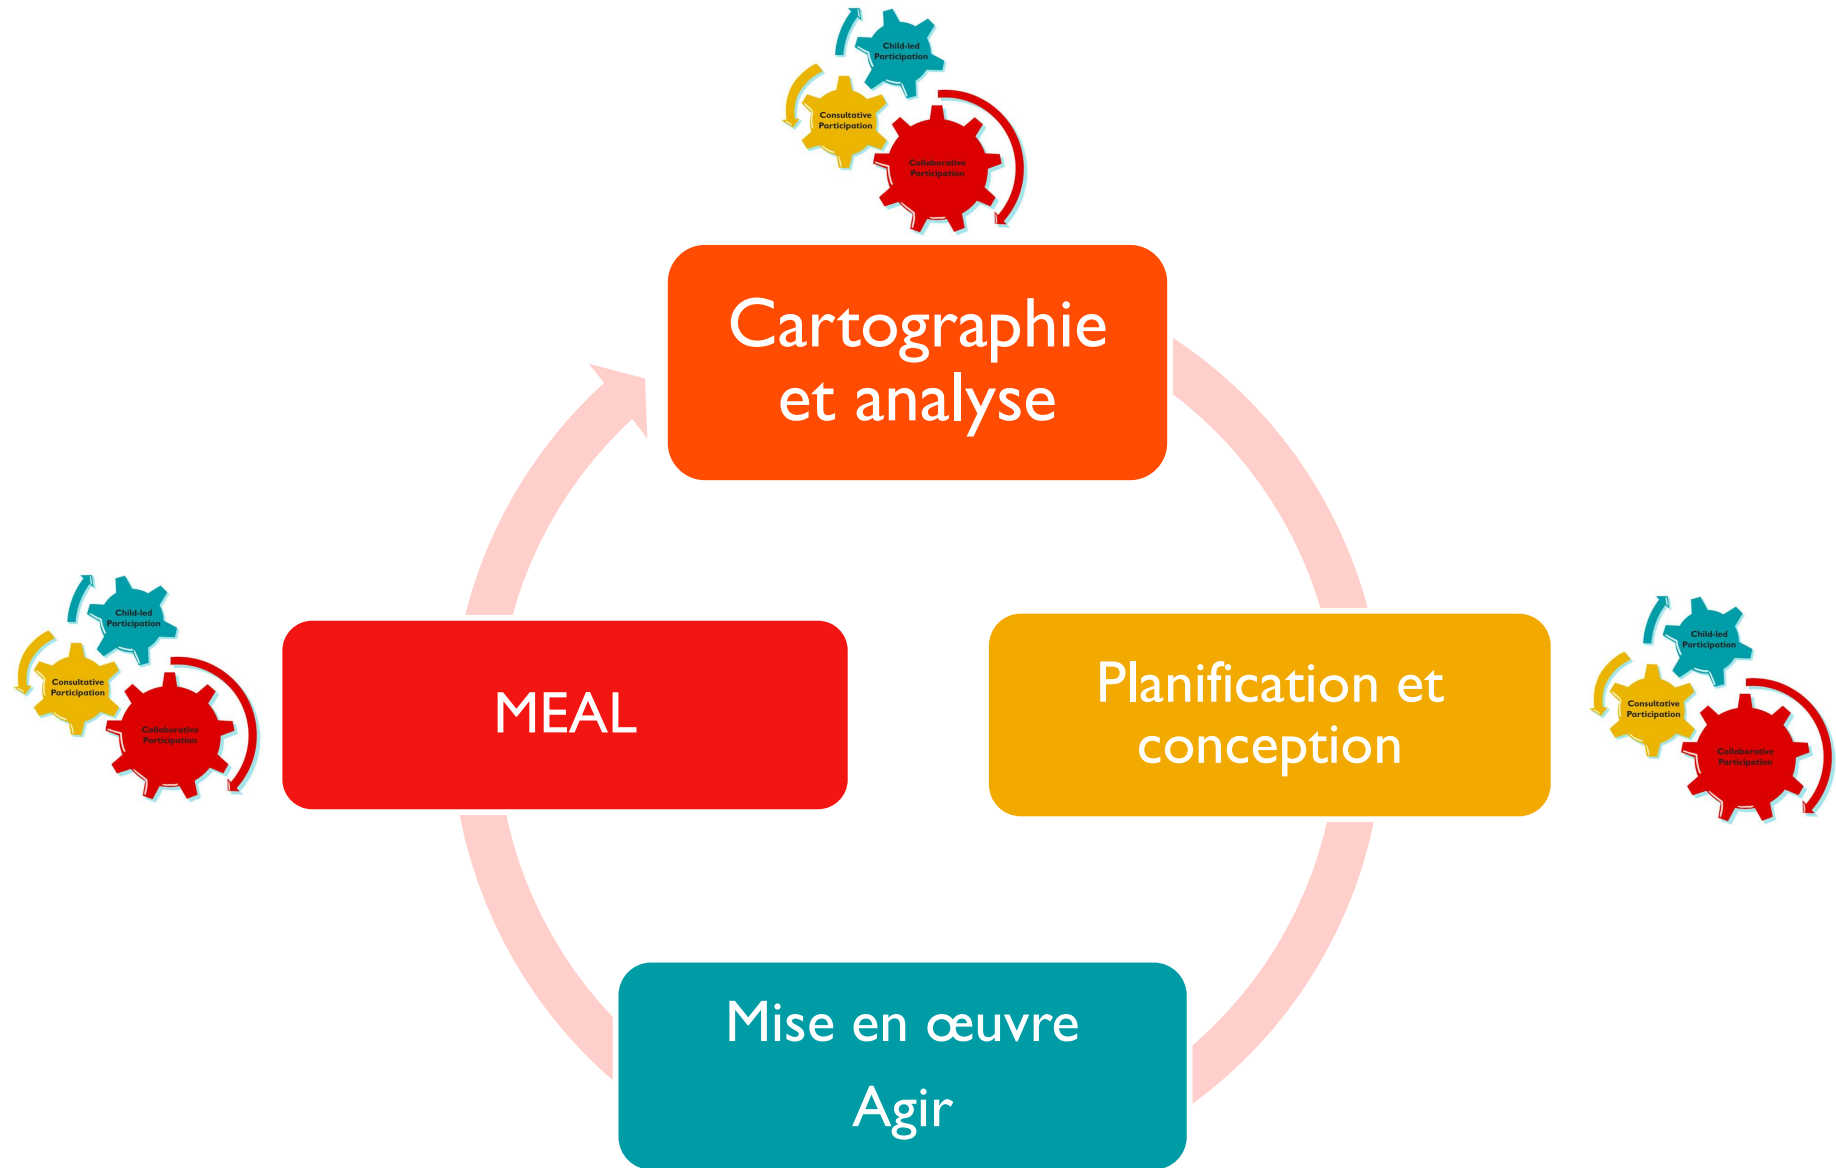 Child-led
Participation
Consultative
Participation
Collaborative
Participation
Cartographie
et analyse
Child-led
Participation
Consultative
Participation
Collaborative
Participation
MEAL
Planification et
conception
Child-led
Participation
Consultative
Participation
Collaborative
Participation
Mise en œuvre
Agir